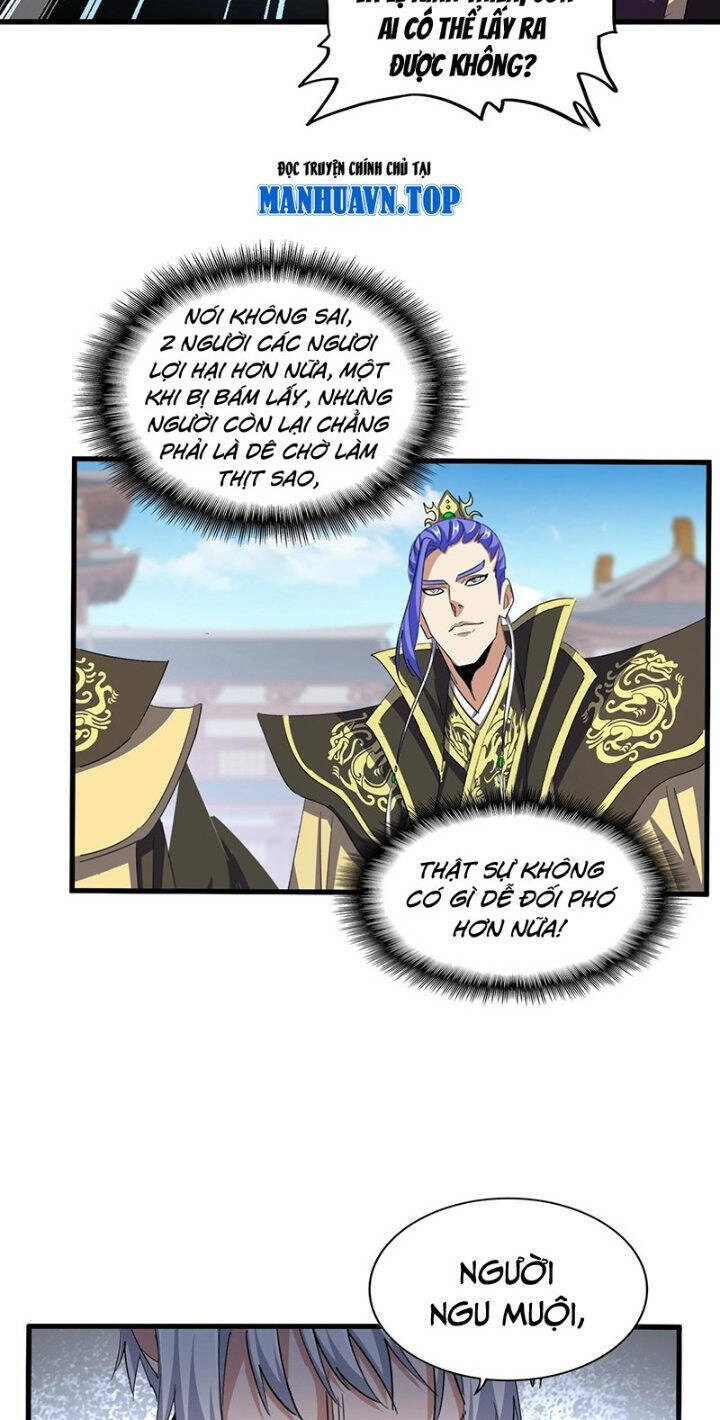 AI CÓ THỂ LẤY RA
ĐƯỢC KHÔNG?
ĐỌC TRUYỆN CHÍNH CHỦ TẠI
MANHUAVN.TOP
NÓI KHÔNG SAI,
2 NGƯỜI CÁC NGƯƠI
LỢI HẠI HƠN NỮA, MỘT
KHI BỊ BÁM LẤY, NHƯNG
NGƯỜI CÒN LẠI CHẲNG
PHẢI LÀ DÊ CHỜ LÀM
THỊT SAO,
THẬT SỰ KHÔNG
CÓ GÌ DỄ ĐỐI PHÓ
HƠN NỮA!
NGƯỜI
NGU MUỘI,